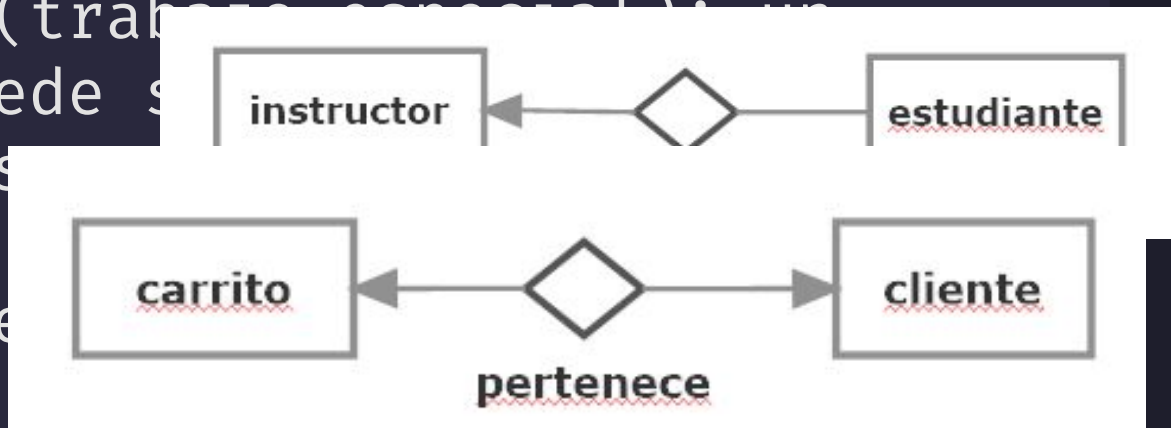 (trab
instructor estudiante
ede s
carrito cliente
pertenece